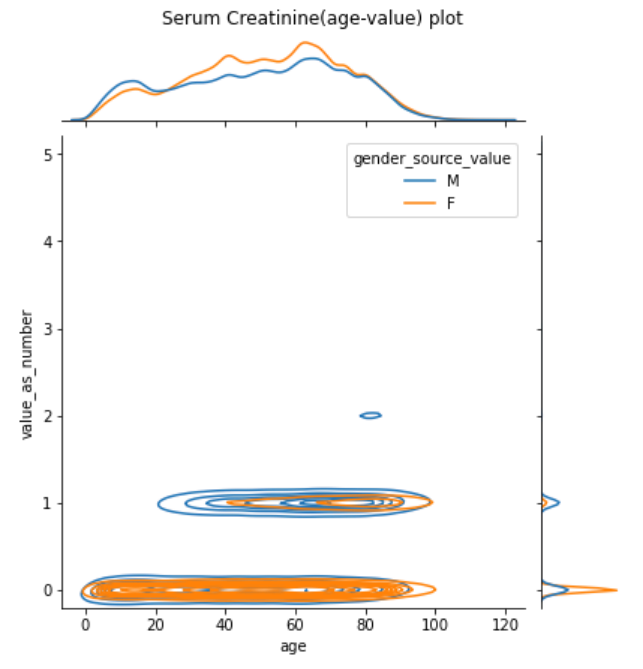 Serum Creatinine(age-value) plot
gender_source_value
M
F
5
4
3
2
1
0
value_as_number
0 20 40 60 80 100 120
age